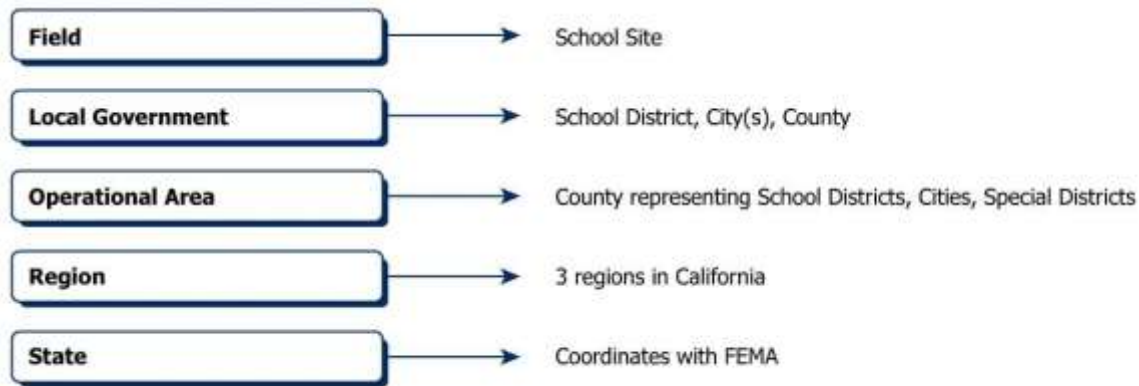 Field School Site
Local Government School District, City(s), County
Operational Area County representing School Districts, Cities, Special Districts
Region 3 regions in California
State Coordinates with FEMA